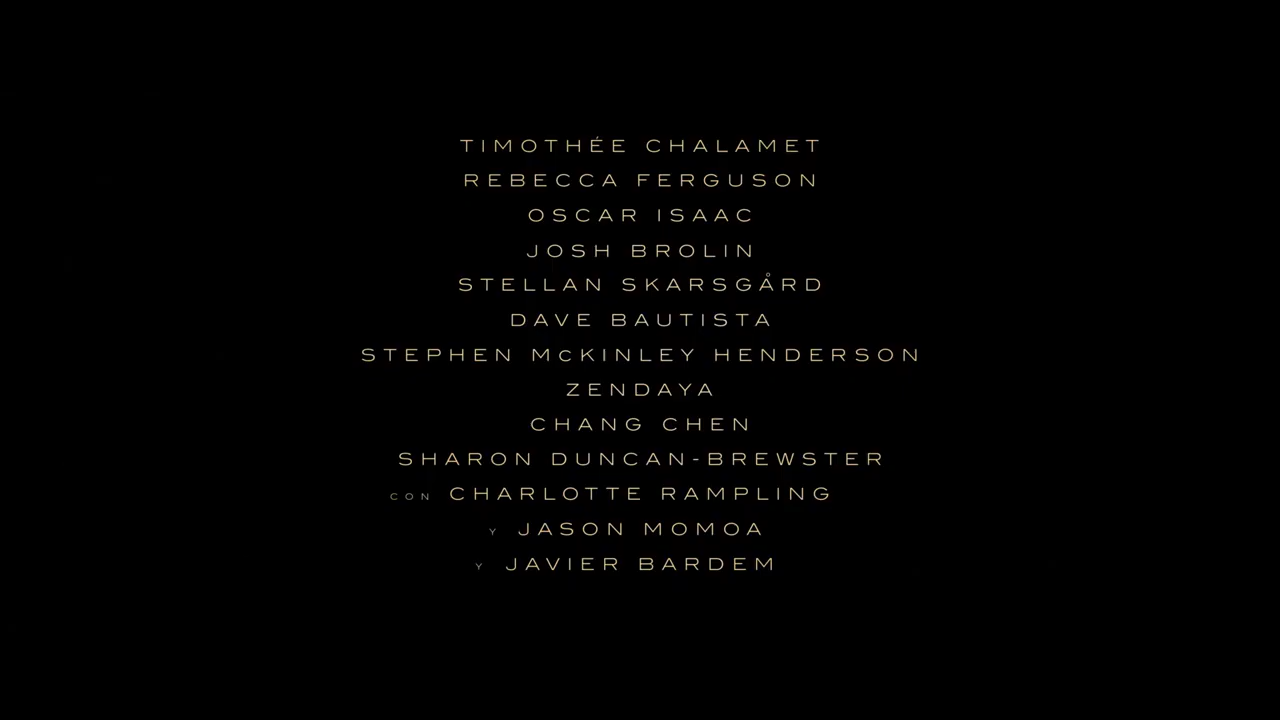 TIMOTHÉE CHALAMET
REBECCA FERGUSON
OSCAR ISAAC
JOSH BROLIN
STELLAN SKARSGÅRD
DAVE BAUTISTA
STEPHEN McKINLEY HENDERSON
ZENDAYA
CHANG CHEN
SHARON DUNCAN-BREWSTER
CON CHARLOTTE RAMPLING
Y JASON MOMOA
Y JAVIER BARDEM